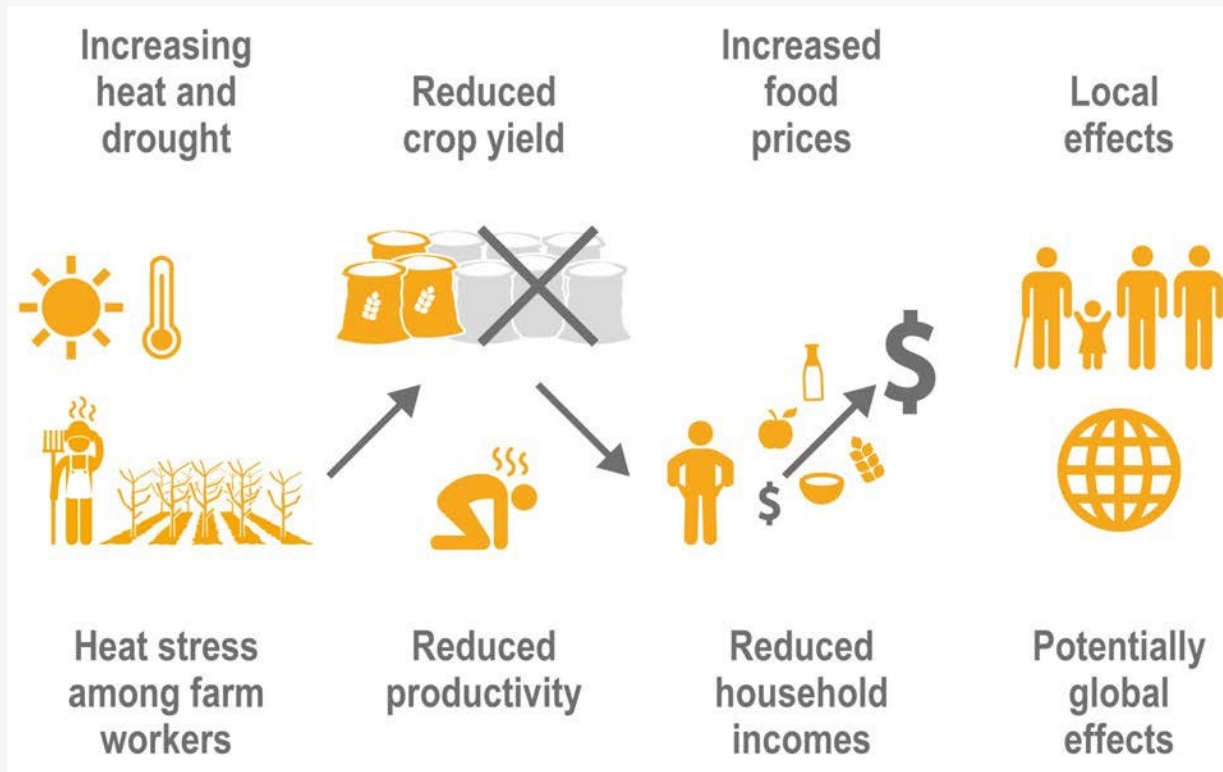 Increasing
heat and
drought
Reduced
crop yield
Increased
food
prices
Local
effects
$
$
Heat stress
among farm
workers
Reduced
productivity
Reduced
household
incomes
Potentially
global
effects